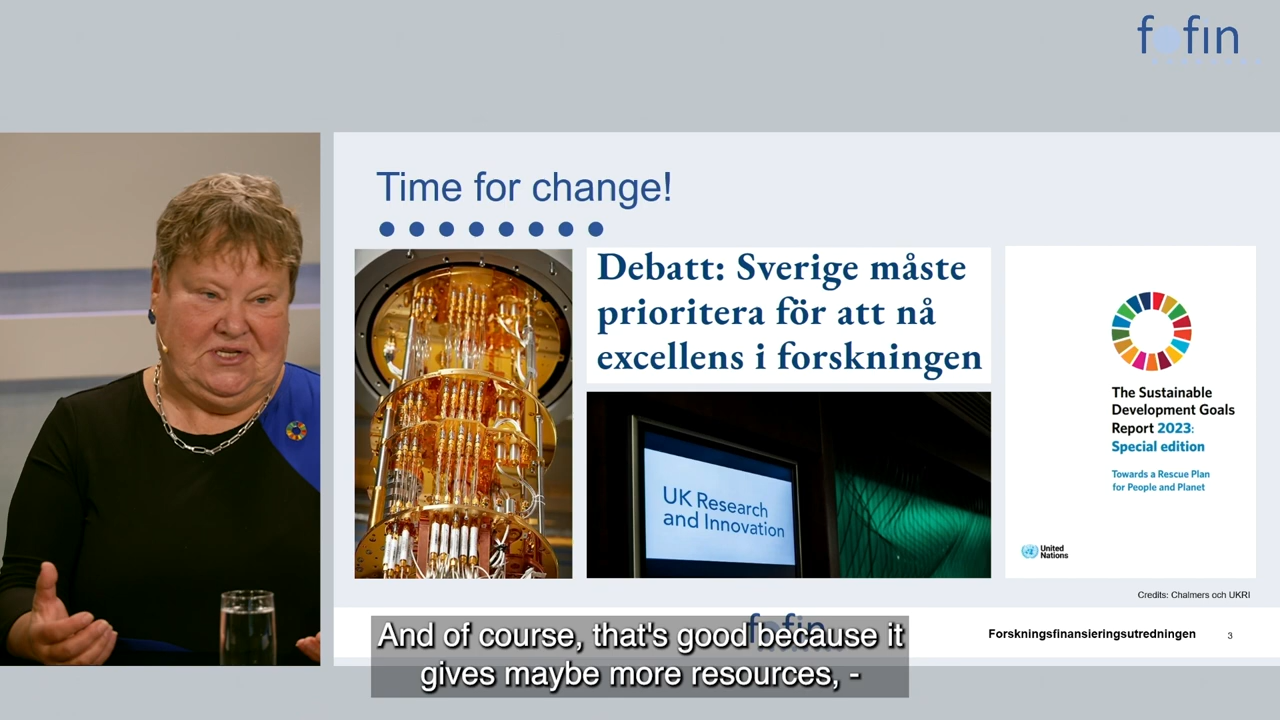 fofin
Time for change!
Debatt: Sverige måste
prioritera för att nå
excellens i forskningen
UK Research
and Innovation
The Sustainable
Development Goals
Report 2023:
Special edition
Towards a Rescue Plan
for People and Planet
United
Nations
Credits: Chalmers och UKRI
fofin
Forskningsfinansieringsutredningen 3
And of course, that's good because it
gives maybe more resources, -